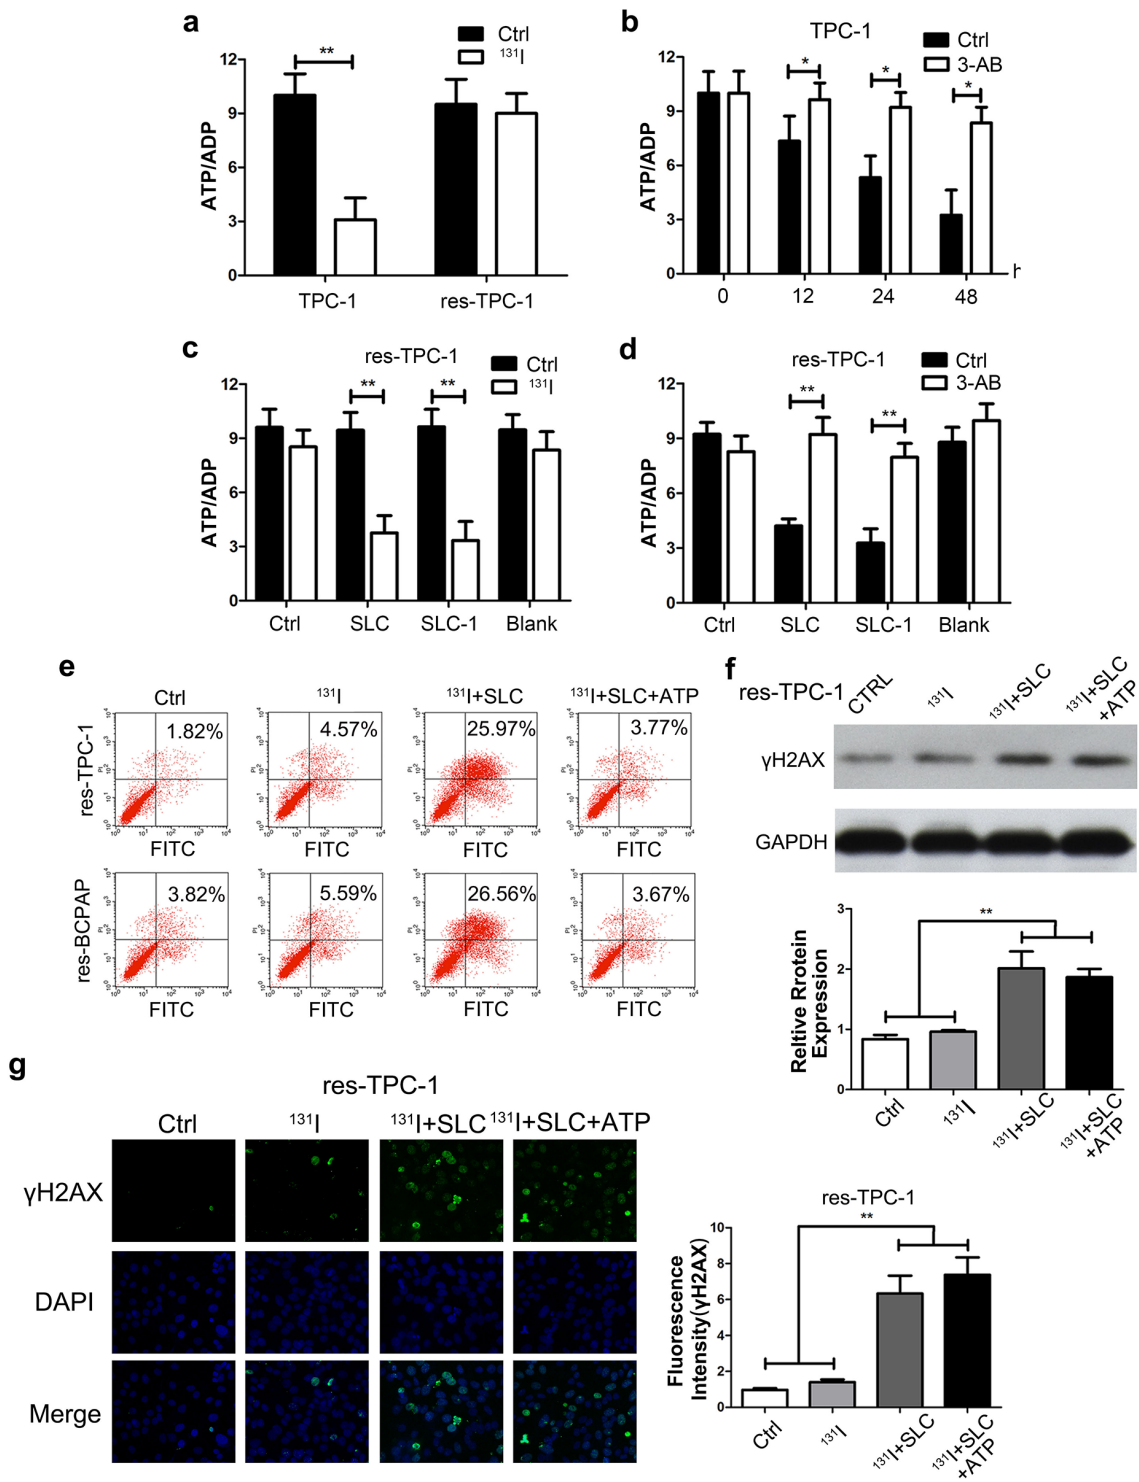 a
Ctrl
¹³¹I
**
12
9
6
3
0
ATP/ADP
TPC-1
res-TPC-1
b
TPC-1
Ctrl
3-AB
*
*
*
12
9
6
3
0
ATP/ADP
0
12
24
48
c
res-TPC-1
Ctrl
¹³¹I
**
**
12
9
6
3
0
ATP/ADP
Ctrl
SLC
SLC-1
Blank
d
res-TPC-1
Ctrl
3-AB
**
**
12
9
6
3
0
ATP/ADP
Ctrl
SLC
SLC-1
Blank
e
Ctrl
¹³¹I
¹³¹I+SLC
¹³¹I+SLC+ATP
res-TPC-1
1.82%
4.57%
25.97%
3.77%
FITC
FITC
FITC
FITC
res-BCPAP
3.82%
5.59%
26.56%
3.67%
FITC
FITC
FITC
FITC
f
res-TPC-1
CTRL
¹³¹I
¹³¹I+SLC
¹³¹I+SLC
+ATP
γH2AX
GAPDH
**
3
2
1
0
Reltive Rrotein
Expression
Ctrl
¹³¹I
¹³¹I+SLC
¹³¹I+SLC
+ATP
g
res-TPC-1
Ctrl
¹³¹I
¹³¹I+SLC
¹³¹I+SLC+ATP
γH2AX
DAPI
Merge
res-TPC-1
**
10
8
6
4
2
0
Fluorescence
Intensity(γH2AX)
Ctrl
¹³¹I
¹³¹I+SLC
¹³¹I+SLC
+ATP